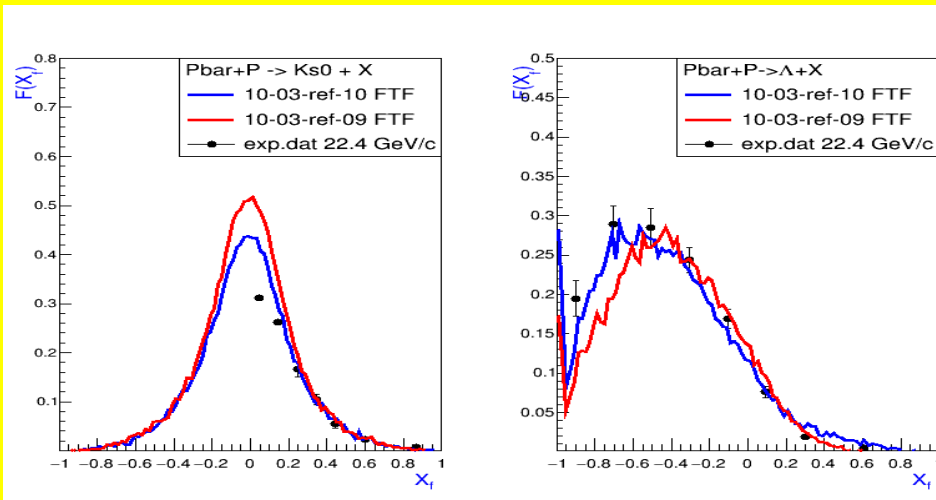 F(X_f)
0.8
0.7
0.6
0.5
0.4
0.3
0.2
0.1
Pbar+P -> Ks0 + X
10-03-ref-10 FTF
10-03-ref-09 FTF
exp.dat 22.4 GeV/c
−1 −0.8 −0.6 −0.4 −0.2 0 0.2 0.4 0.6 0.8 1
X_f
F(X_f)
0.5
0.45
0.4
0.35
0.3
0.25
0.2
0.15
0.1
0.05
Pbar+P->Λ+X
10-03-ref-10 FTF
10-03-ref-09 FTF
exp.dat 22.4 GeV/c
−1 −0.8 −0.6 −0.4 −0.2 0 0.2 0.4 0.6 0.8 1
X_f